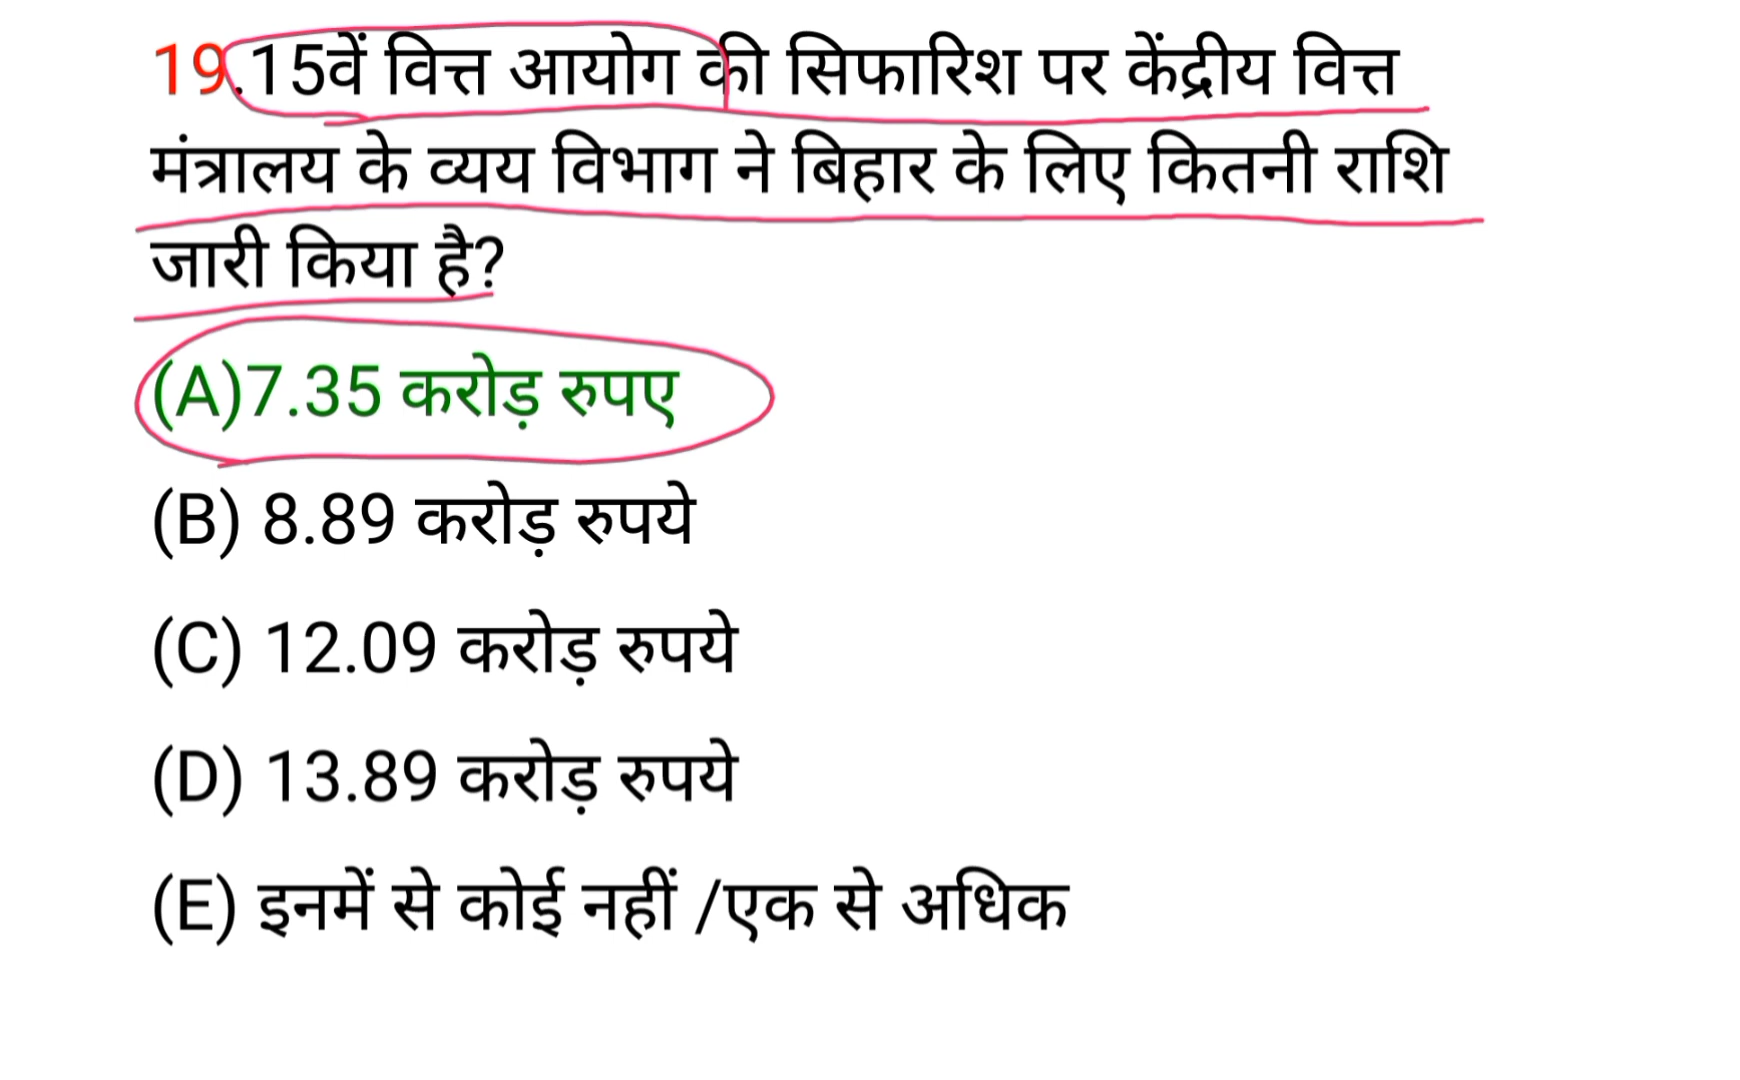 19.15वें वित्त आयोग की सिफारिश पर केंद्रीय वित्त
मंत्रालय के व्यय विभाग ने बिहार के लिए कितनी राशि
जारी किया है?
(A)7.35 करोड़ रुपए
(B) 8.89 करोड़ रुपये
(C) 12.09 करोड़ रुपये
(D) 13.89 करोड़ रुपये
(E) इनमें से कोई नहीं /एक से अधिक